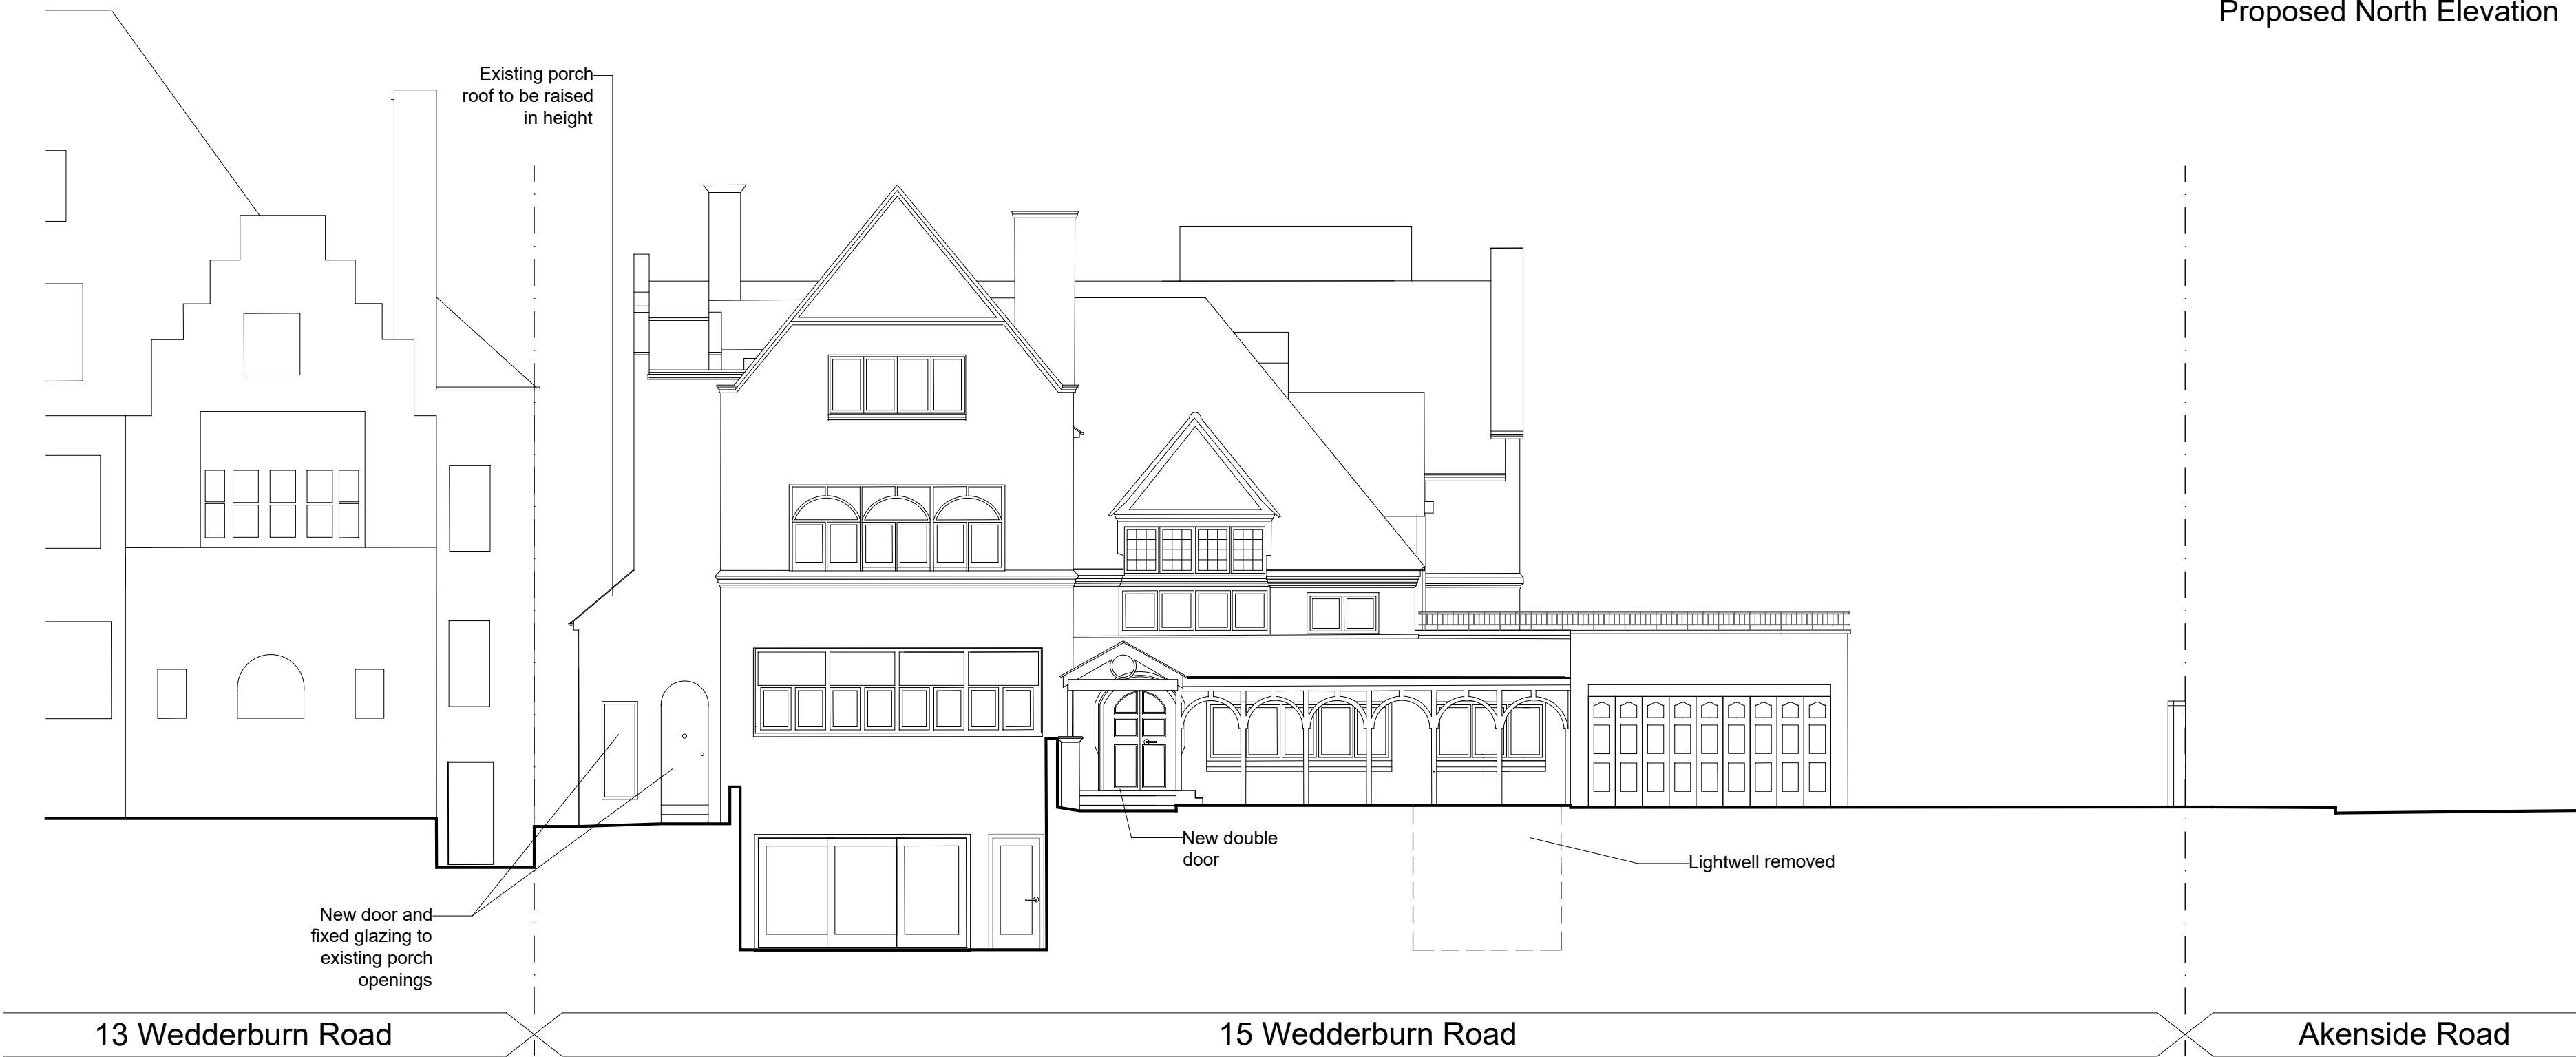 Proposed North Elevation
Existing porch
roof to be raised
in height
New double
door
Lightwell removed
New door and
fixed glazing to
existing porch
openings
13 Wedderburn Road
15 Wedderburn Road
Akenside Road